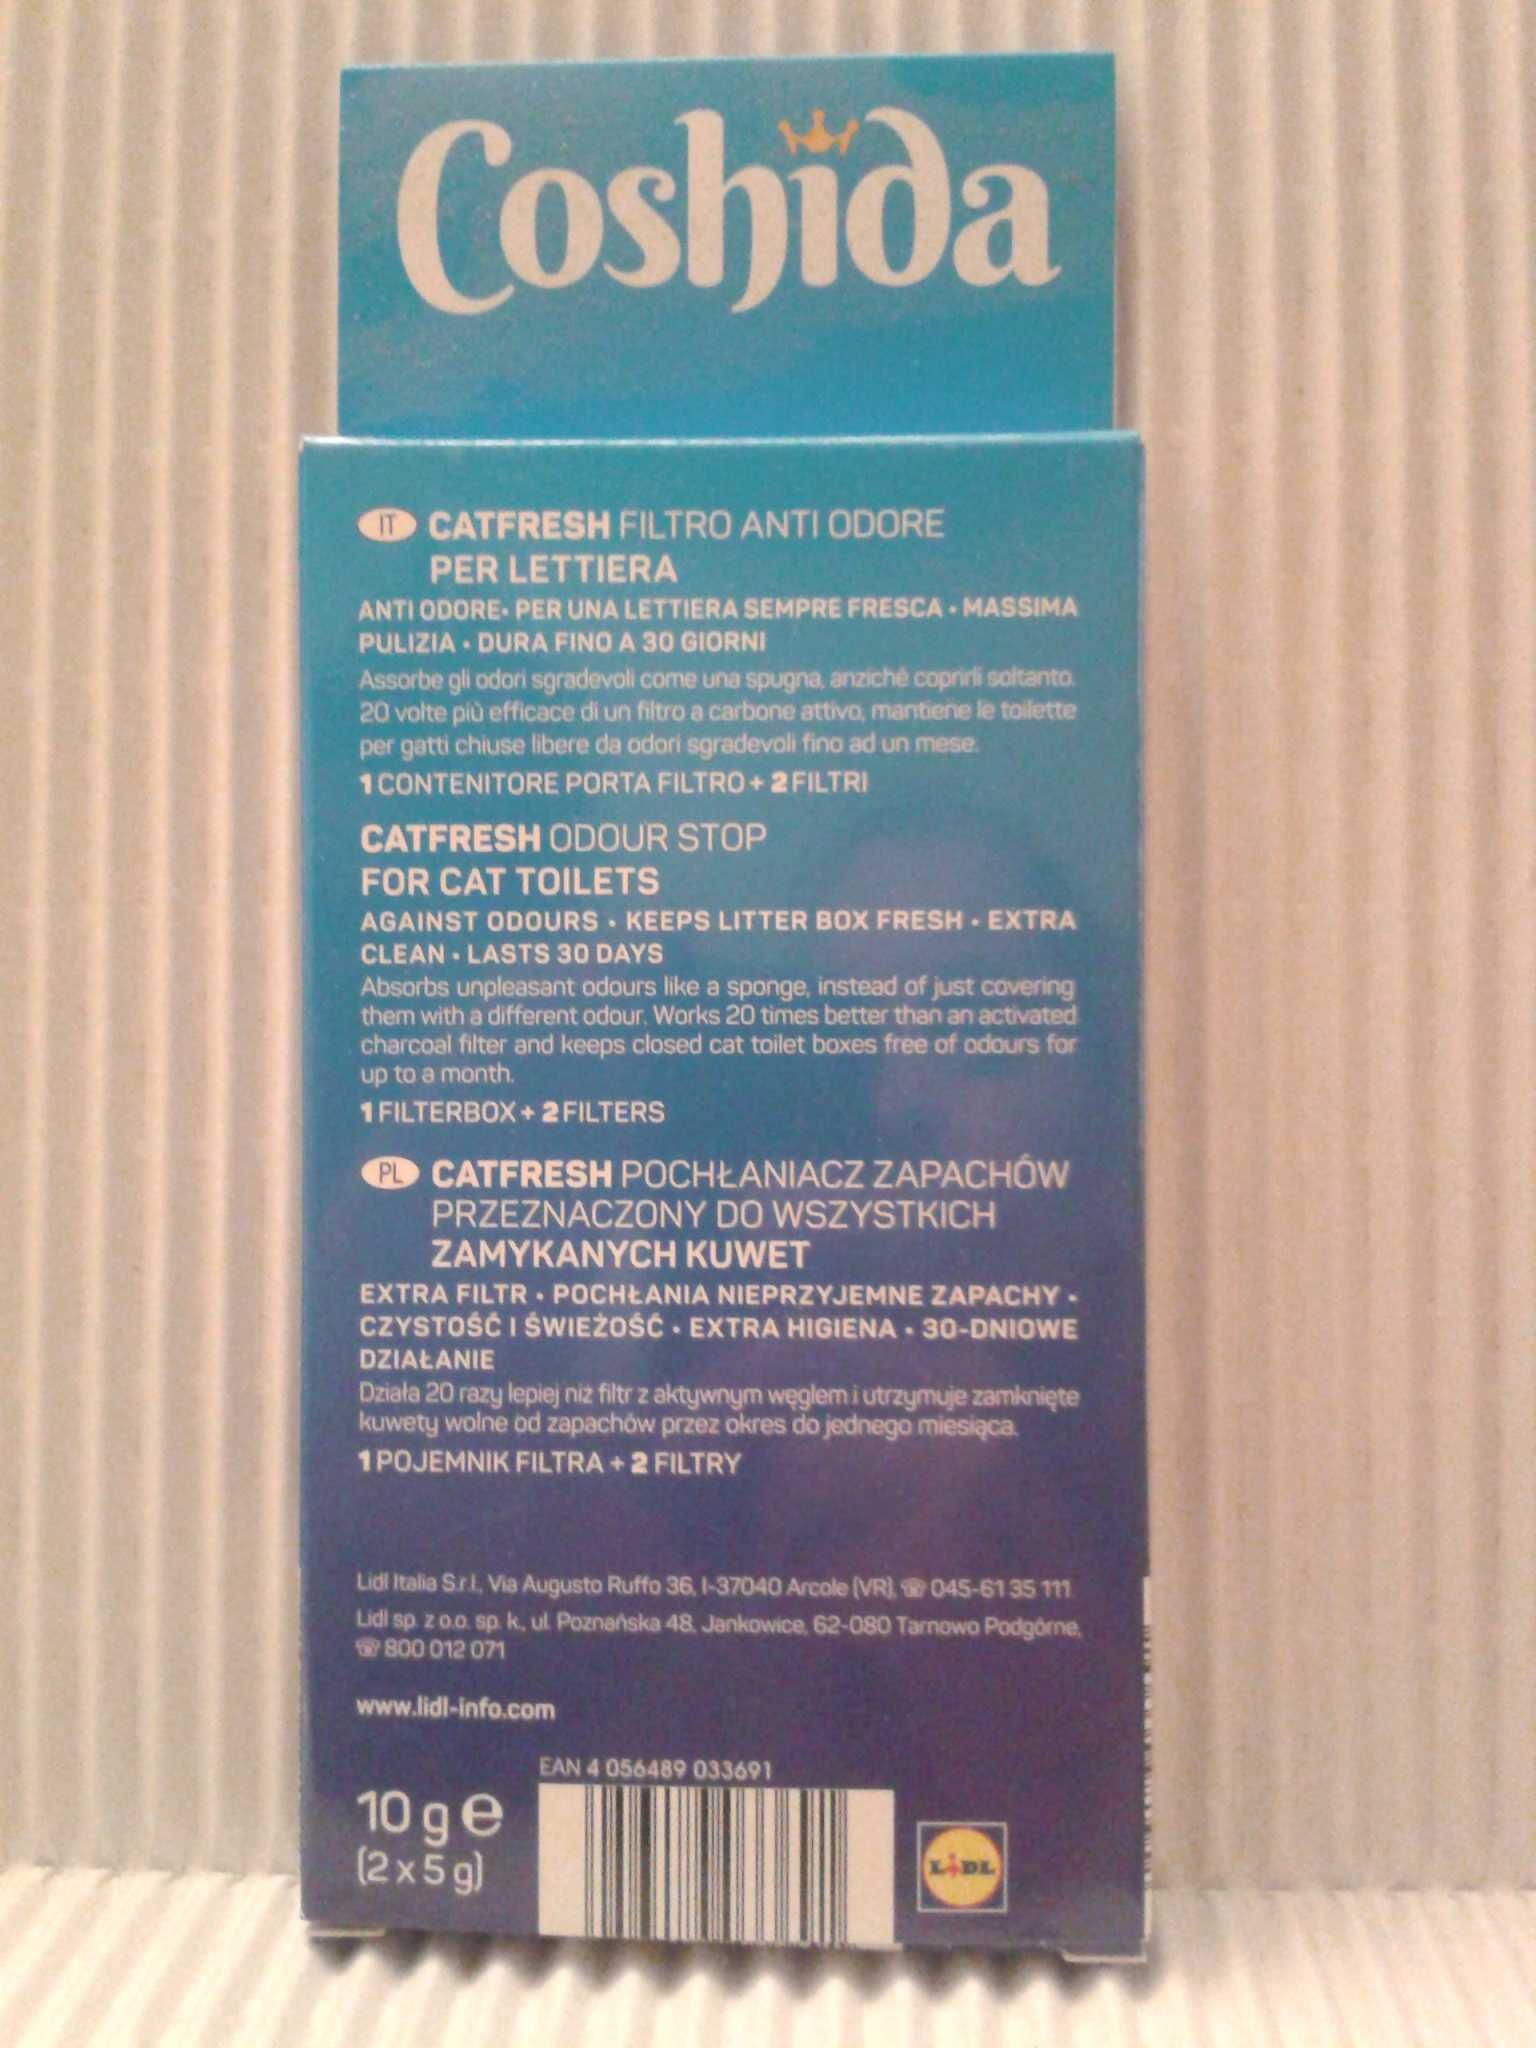 Coshida
IT CATFRESH FILTRO ANTI ODORE
PER LETTIERA
ANTI ODORE• PER UNA LETTIERA SEMPRE FRESCA • MASSIMA
PULIZIA • DURA FINO A 30 GIORNI
Assorbe gli odori sgradevoli come una spugna, anziché coprirli soltanto.
20 volte più efficace di un filtro a carbone attivo, mantiene le toilette
per gatti chiuse libere da odori sgradevoli fino ad un mese.
1 CONTENITORE PORTA FILTRO + 2 FILTRI
CATFRESH ODOUR STOP
FOR CAT TOILETS
AGAINST ODOURS • KEEPS LITTER BOX FRESH • EXTRA
CLEAN • LASTS 30 DAYS
Absorbs unpleasant odours like a sponge, instead of just covering
them with a different odour. Works 20 times better than an activated
charcoal filter and keeps closed cat toilet boxes free of odours for
up to a month.
1 FILTERBOX + 2 FILTERS
PL CATFRESH POCHŁANIACZ ZAPACHÓW
PRZEZNACZONY DO WSZYSTKICH
ZAMYKANYCH KUWET
EXTRA FILTR • POCHŁANIA NIEPRZYJEMNE ZAPACHY •
CZYSTOŚĆ I ŚWIEŻOŚĆ • EXTRA HIGIENA • 30-DNIOWE
DZIAŁANIE
Działa 20 razy lepiej niż filtr z aktywnym węglem i utrzymuje zamknięte
kuwety wolne od zapachów przez okres do jednego miesiąca.
1 POJEMNIK FILTRA + 2 FILTRY
Lidl Italia S.r.l., Via Augusto Ruffo 36, I-37040 Arcole (VR), ☏ 045-61 35 111
Lidl sp. z o.o. sp. k., ul. Poznańska 48, Jankowice, 62-080 Tarnowo Podgórne,
☏ 800 012 071
www.lidl-info.com
EAN 4 056489 033691
10 g e
(2 x 5 g)
LiDL